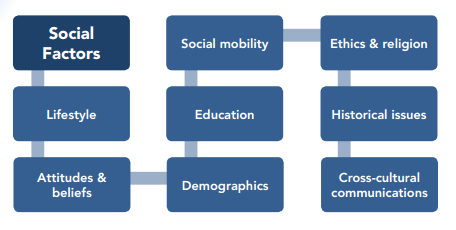 Social
Factors
Lifestyle
Attitudes &
beliefs
Demographics
Education
Social mobility
Ethics & religion
Historical issues
Cross-cultural
communications